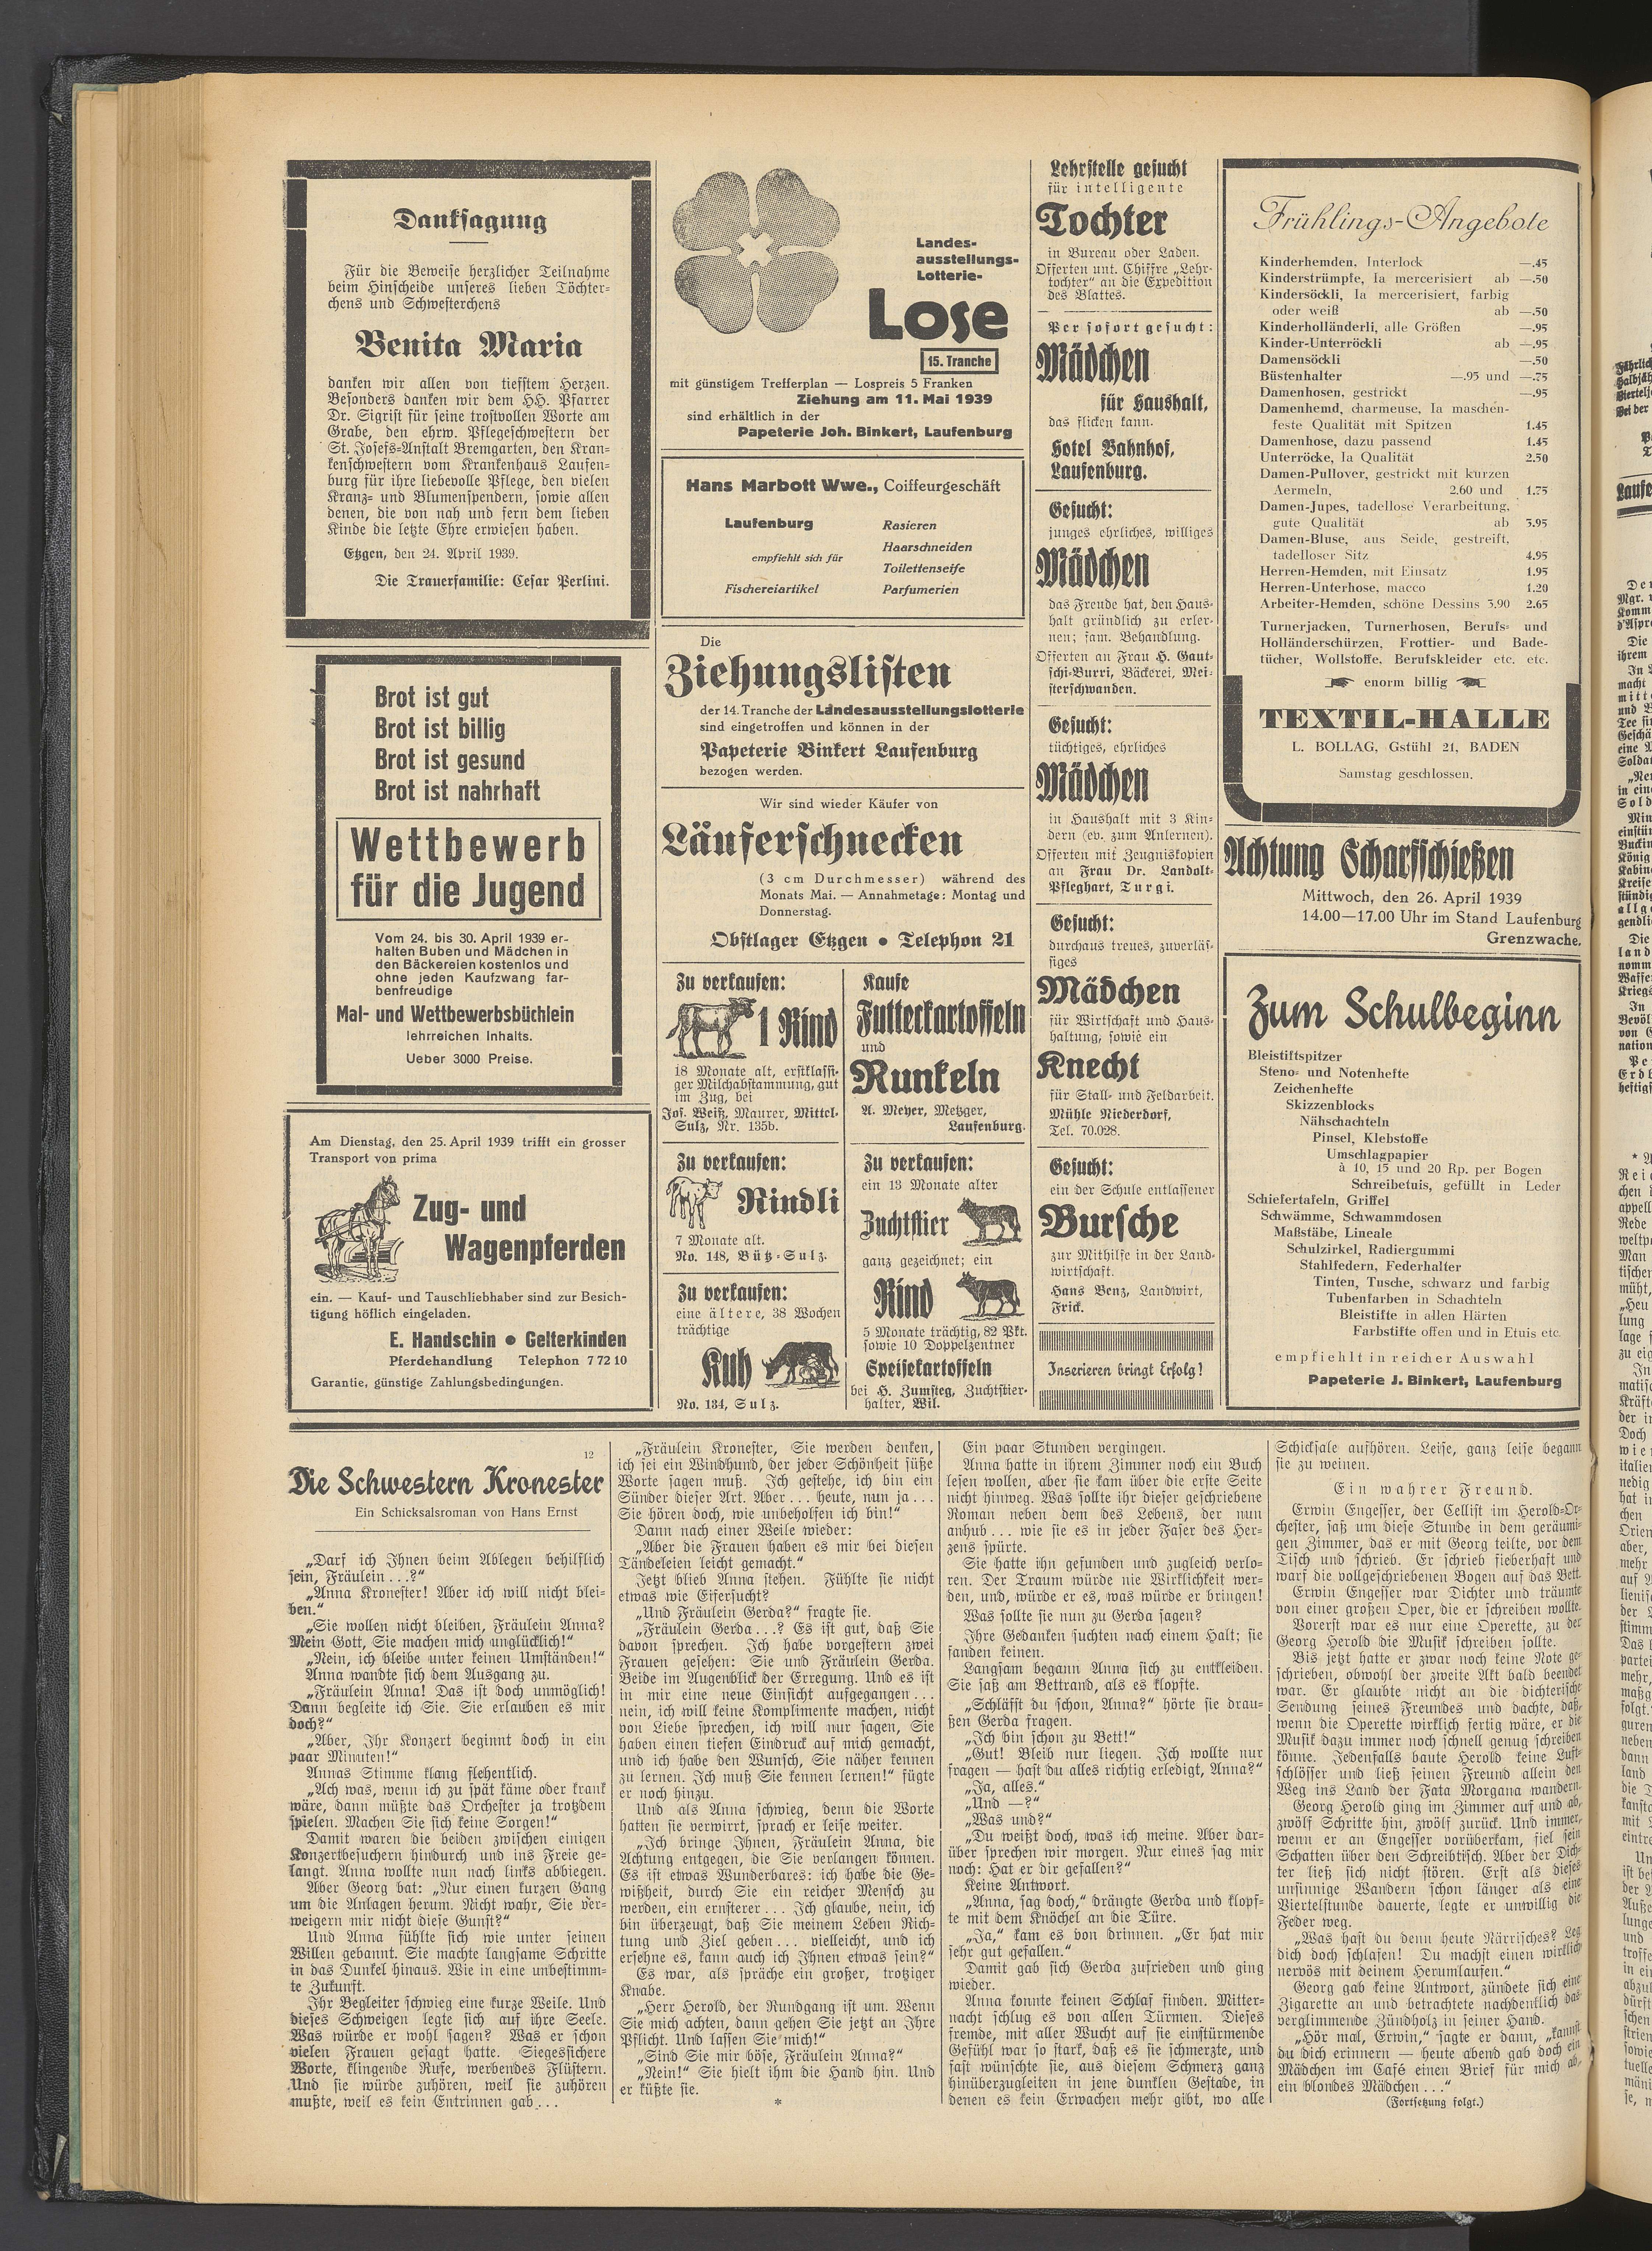 Danksagung
Für die Beweise herzlicher Teilnahme
beim Hinscheide unseres lieben Töchter-
chens und Schwesterchens
Benita Maria
danken wir allen von tiefstem Herzen.
Besonders danken wir dem HH. Pfarrer
Dr. Sigrist für seine trostvollen Worte am
Grabe, den ehrw. Pflegeschwestern der
St. Josefs-Anstalt Bremgarten, den Kran-
kenschwestern vom Krankenhaus Laufen-
burg für ihre liebevolle Pflege, den vielen
Kranz- und Blumenspendern, sowie allen
denen, die von nah und fern dem lieben
Kinde die letzte Ehre erwiesen haben.
Etzgen, den 24. April 1939.
Die Trauerfamilie: Cesar Perlini.
Brot ist gut
Brot ist billig
Brot ist gesund
Brot ist nahrhaft
Wettbewerb
für die Jugend
Vom 24. bis 30. April 1939 er-
halten Buben und Mädchen in
den Bäckereien kostenlos und
ohne jeden Kaufzwang far-
benfreudige
Mal- und Wettbewerbsbüchlein
lehrreichen Inhalts.
Ueber 3000 Preise.
Am Dienstag, den 25. April 1939 trifft ein grosser
Transport von prima
Zug- und
Wagenpferden
ein. — Kauf- und Tauschliebhaber sind zur Besich-
tigung höflich eingeladen.
E. Handschin • Gelterkinden
Pferdehandlung Telephon 7 72 10
Garantie, günstige Zahlungsbedingungen.
Landes-
ausstellungs-
Lotterie-
Lose
15. Tranche
mit günstigem Trefferplan — Lospreis 5 Franken
Ziehung am 11. Mai 1939
sind erhältlich in der
Papeterie Joh. Binkert, Laufenburg
Hans Marbott Wwe., Coiffeurgeschäft
Laufenburg Rasieren
Haarschneiden
empfiehlt sich für
Toilettenseife
Fischereiartikel Parfumerien
Die
Ziehungslisten
der 14. Tranche der Landesausstellungslotterie
sind eingetroffen und können in der
Papeterie Binkert Laufenburg
bezogen werden.
Wir sind wieder Käufer von
Läuferschnecken
(3 cm Durchmesser) während des
Monats Mai. — Annahmetage: Montag und
Donnerstag.
Obstlager Etzgen • Telephon 21
Zu verkaufen:
1 Rind
18 Monate alt, erstklassi-
ger Milchabstammung, gut
im Zug, bei
Jos. Weiß, Maurer, Mittel-
Sulz, Nr. 135b.
Zu verkaufen:
Rindli
7 Monate alt.
No. 148, Bütz-Sulz.
Zu verkaufen:
eine ältere, 38 Wochen
trächtige
Kuh
No. 134, Sulz.
Kaufe
Futterkartoffeln
und
Runkeln
A. Meyer, Metzger,
Laufenburg.
Zu verkaufen:
ein 13 Monate alter
Zuchtstier
ganz gezeichnet; ein
Rind
5 Monate trächtig, 82 Pkt.
sowie 10 Doppelzentner
Speisekartoffeln
bei H. Zumsteg, Zuchtstier-
halter, Wil.
Lehrstelle gesucht
für intelligente
Tochter
in Bureau oder Laden.
Offerten unt. Chiffre „Lehr-
tochter“ an die Expedition
des Blattes.
Per sofort gesucht:
Mädchen
für Haushalt,
das flicken kann.
Hotel Bahnhof,
Laufenburg.
Gesucht:
junges ehrliches, williges
Mädchen
das Freude hat, den Haus-
halt gründlich zu erler-
nen; fam. Behandlung.
Offerten an Frau H. Gaut-
schi-Burri, Bäckerei, Mei-
sterschwanden.
Gesucht:
tüchtiges, ehrliches
Mädchen
in Haushalt mit 3 Kin-
dern (ev. zum Anlernen).
Offerten mit Zeugniskopien
an Frau Dr. Landolt-
Pfleghart, Turgi.
Gesucht:
durchaus treues, zuverläs-
siges
Mädchen
für Wirtschaft und Haus-
haltung, sowie ein
Knecht
für Stall- und Feldarbeit.
Mühle Niederdorf,
Tel. 70.028.
Gesucht:
ein der Schule entlassener
Bursche
zur Mithilfe in der Land-
wirtschaft.
Hans Benz, Landwirt,
Frick.
Inserieren bringt Erfolg!
Frühlings-Angebote
Kinderhemden, Interlock —.45
Kinderstrümpfe, Ia mercerisiert ab —.50
Kindersöckli, Ia mercerisiert, farbig
oder weiß ab —.50
Kinderholländerli, alle Größen —.95
Kinder-Unterröckli ab —.95
Damensöckli —.50
Büstenhalter —.95 und —.75
Damenhosen, gestrickt —.95
Damenhemd, charmeuse, Ia maschen-
feste Qualität mit Spitzen 1.45
Damenhose, dazu passend 1.45
Unterröcke, Ia Qualität 2.50
Damen-Pullover, gestrickt mit kurzen
Aermeln, 2.60 und 1.75
Damen-Jupes, tadellose Verarbeitung,
gute Qualität ab 3.95
Damen-Bluse, aus Seide, gestreift,
tadelloser Sitz 4.95
Herren-Hemden, mit Einsatz 1.95
Herren-Unterhose, macco 1.20
Arbeiter-Hemden, schöne Dessins 3.90 2.65
Turnerjacken, Turnerhosen, Berufs- und
Holländerschürzen, Frottier- und Bade-
tücher, Wollstoffe, Berufskleider etc. etc.
enorm billig
TEXTIL-HALLE
L. BOLLAG, Gstühl 21, BADEN
Samstag geschlossen.
Achtung Scharfschießen
Mittwoch, den 26. April 1939
14.00—17.00 Uhr im Stand Laufenburg
Grenzwache.
Zum Schulbeginn
Bleistiftspitzer
Steno- und Notenhefte
Zeichenhefte
Skizzenblocks
Nähschachteln
Pinsel, Klebstoffe
Umschlagpapier
à 10, 15 und 20 Rp. per Bogen
Schreibetuis, gefüllt in Leder
Schiefertafeln, Griffel
Schwämme, Schwammdosen
Maßstäbe, Lineale
Schulzirkel, Radiergummi
Stahlfedern, Federhalter
Tinten, Tusche, schwarz und farbig
Tubenfarben in Schachteln
Bleistifte in allen Härten
Farbstifte offen und in Etuis etc.
empfiehlt in reicher Auswahl
Papeterie J. Binkert, Laufenburg
12
Die Schwestern Kronester
Ein Schicksalsroman von Hans Ernst
„Darf ich Ihnen beim Ablegen behilflich
sein, Fräulein ...?“
„Anna Kronester! Aber ich will nicht blei-
ben.“
„Sie wollen nicht bleiben, Fräulein Anna?
Mein Gott, Sie machen mich unglücklich!“
„Nein, ich bleibe unter keinen Umständen!“
Anna wandte sich dem Ausgang zu.
„Fräulein Anna! Das ist doch unmöglich!
Dann begleite ich Sie. Sie erlauben es mir
doch?“
„Aber, Ihr Konzert beginnt doch in ein
paar Minuten!“
Annas Stimme klang flehentlich.
„Ach was, wenn ich zu spät käme oder krank
wäre, dann müßte das Orchester ja trotzdem
spielen. Machen Sie sich keine Sorgen!“
Damit waren die beiden zwischen einigen
Konzertbesuchern hindurch und ins Freie ge-
langt. Anna wollte nun nach links abbiegen.
Aber Georg bat: „Nur einen kurzen Gang
um die Anlagen herum. Nicht wahr, Sie ver-
weigern mir nicht diese Gunst?“
Und Anna fühlte sich wie unter seinen
Willen gebannt. Sie machte langsame Schritte
in das Dunkel hinaus. Wie in eine unbestimm-
te Zukunft.
Ihr Begleiter schwieg eine kurze Weile. Und
dieses Schweigen legte sich auf ihre Seele.
Was würde er wohl sagen? Was er schon
vielen Frauen gesagt hatte. Siegessichere
Worte, klingende Rufe, werbendes Flüstern.
Und sie würde zuhören, weil sie zuhören
mußte, weil es kein Entrinnen gab ...
„Fräulein Kronester, Sie werden denken,
ich sei ein Windhund, der jeder Schönheit süße
Worte sagen muß. Ich gestehe, ich bin ein
Sünder dieser Art. Aber ... heute, nun ja ...
Sie hören doch, wie unbeholfen ich bin!“
Dann nach einer Weile wieder:
„Aber die Frauen haben es mir bei diesen
Tändeleien leicht gemacht.“
Jetzt blieb Anna stehen. Fühlte sie nicht
etwas wie Eifersucht?
„Und Fräulein Gerda?“ fragte sie.
„Fräulein Gerda...? Es ist gut, daß Sie
davon sprechen. Ich habe vorgestern zwei
Frauen gesehen: Sie und Fräulein Gerda.
Beide im Augenblick der Erregung. Und es ist
in mir eine neue Einsicht aufgegangen ...
nein, ich will keine Komplimente machen, nicht
von Liebe sprechen, ich will nur sagen, Sie
haben einen tiefen Eindruck auf mich gemacht,
und ich habe den Wunsch, Sie näher kennen
zu lernen. Ich muß Sie kennen lernen!“ fügte
er noch hinzu.
Und als Anna schwieg, denn die Worte
hatten sie verwirrt, sprach er leise weiter.
„Ich bringe Ihnen, Fräulein Anna, die
Achtung entgegen, die Sie verlangen können.
Es ist etwas Wunderbares: ich habe die Ge-
wißheit, durch Sie ein reicher Mensch zu
werden, ein ernsterer ... Ich glaube, nein, ich
bin überzeugt, daß Sie meinem Leben Rich-
tung und Ziel geben ... vielleicht, und ich
ersehne es, kann auch ich Ihnen etwas sein?“
Es war, als spräche ein großer, trotziger
Knabe.
„Herr Herold, der Rundgang ist um. Wenn
Sie mich achten, dann gehen Sie jetzt an Ihre
Pflicht. Und lassen Sie mich!“
„Sind Sie mir böse, Fräulein Anna?“
„Nein!“ Sie hielt ihm die Hand hin. Und
er küßte sie.
*
Ein paar Stunden vergingen.
Anna hatte in ihrem Zimmer noch ein Buch
lesen wollen, aber sie kam über die erste Seite
nicht hinweg. Was sollte ihr dieser geschriebene
Roman neben dem des Lebens, der nun
anhub ... wie sie es in jeder Faser des Her-
zens spürte.
Sie hatte ihn gefunden und zugleich verlo-
ren. Der Traum würde nie Wirklichkeit wer-
den, und, würde er es, was würde er bringen!
Was sollte sie nun zu Gerda sagen?
Ihre Gedanken suchten nach einem Halt; sie
fanden keinen.
Langsam begann Anna sich zu entkleiden.
Sie saß am Bettrand, als es klopfte.
„Schläfst du schon, Anna?“ hörte sie drau-
ßen Gerda fragen.
„Ich bin schon zu Bett!“
„Gut! Bleib nur liegen. Ich wollte nur
fragen — hast du alles richtig erledigt, Anna?“
„Ja, alles.“
„Und —?“
„Was und?“
„Du weißt doch, was ich meine. Aber dar-
über sprechen wir morgen. Nur eines sag mir
noch: Hat er dir gefallen?“
Keine Antwort.
„Anna, sag doch,“ drängte Gerda und klopf-
te mit dem Knöchel an die Türe.
„Ja,“ kam es von drinnen. „Er hat mir
sehr gut gefallen.“
Damit gab sich Gerda zufrieden und ging
wieder.
Anna konnte keinen Schlaf finden. Mitter-
nacht schlug es von allen Türmen. Dieses
fremde, mit aller Wucht auf sie einstürmende
Gefühl war so stark, daß es sie schmerzte, und
fast wünschte sie, aus diesem Schmerz ganz
hinüberzugleiten in jene dunklen Gestade, in
denen es kein Erwachen mehr gibt, wo alle
Schicksale aufhören. Leise, ganz leise begann
sie zu weinen.
Ein wahrer Freund.
Erwin Engesser, der Cellist im Herold-Or-
chester, saß um diese Stunde in dem geräumi-
gen Zimmer, das er mit Georg teilte, vor dem
Tisch und schrieb. Er schrieb fieberhaft und
warf die vollgeschriebenen Bogen auf das Bett.
Erwin Engesser war Dichter und träumte
von einer großen Oper, die er schreiben wollte.
Vorerst war es nur eine Operette, zu der
Georg Herold die Musik schreiben sollte.
Bis jetzt hatte er zwar noch keine Note ge-
schrieben, obwohl der zweite Akt bald beendet
war. Er glaubte nicht an die dichterische
Sendung seines Freundes und dachte, daß,
wenn die Operette wirklich fertig wäre, er die
Musik dazu immer noch schnell genug schreiben
könne. Jedenfalls baute Herold keine Luft-
schlösser und ließ seinen Freund allein den
Weg ins Land der Fata Morgana wandern.
Georg Herold ging im Zimmer auf und ab,
zwölf Schritte hin, zwölf zurück. Und immer,
wenn er an Engesser vorüberkam, fiel sein
Schatten über den Schreibtisch. Aber der Dich-
ter ließ sich nicht stören. Erst als dieses
unsinnige Wandern schon länger als eine
Viertelstunde dauerte, legte er unwillig die
Feder weg.
„Was hast du denn heute Närrisches? Leg
dich doch schlafen! Du machst einen wirklich
nervös mit deinem Herumlaufen.“
Georg gab keine Antwort, zündete sich eine
Zigarette an und betrachtete nachdenklich das
verglimmende Zündholz in seiner Hand.
„Hör mal, Erwin,“ sagte er dann, „kannst
du dich erinnern — heute abend gab doch ein
Mädchen im Café einen Brief für mich ab,
ein blondes Mädchen ...“
(Fortsetzung folgt.)